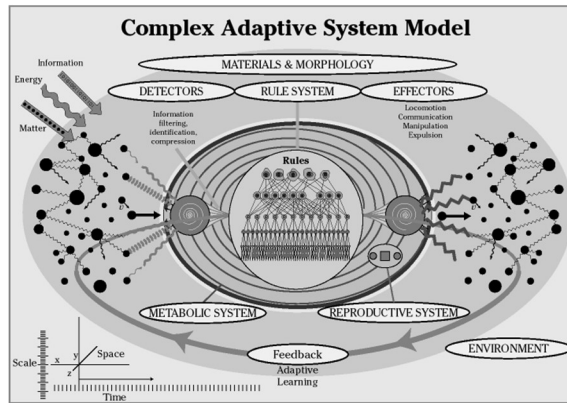 Complex Adaptive System Model
Information
Energy
Matter
MATERIALS & MORPHOLOGY
DETECTORS
RULE SYSTEM
EFFECTORS
Information
filtering,
identification,
compression
Locomotion
Communication
Manipulation
Expulsion
Rules
υ
υ
METABOLIC SYSTEM
REPRODUCTIVE SYSTEM
Feedback
Adaptive
Learning
ENVIRONMENT
Scale
x
y
z
Space
Time